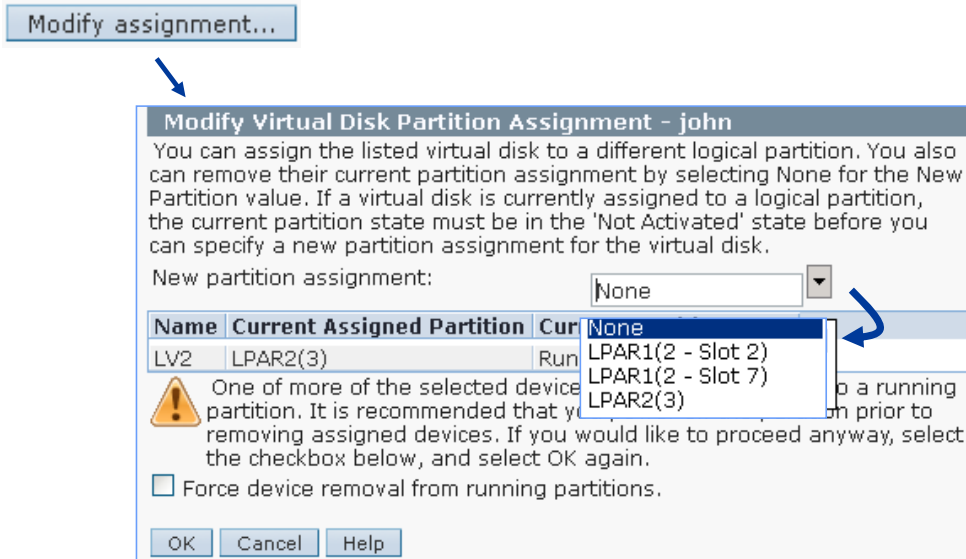 Modify assignment...
Modify Virtual Disk Partition Assignment - john
You can assign the listed virtual disk to a different logical partition. You also
can remove their current partition assignment by selecting None for the New
Partition value. If a virtual disk is currently assigned to a logical partition,
the current partition state must be in the 'Not Activated' state before you
can specify a new partition assignment for the virtual disk.
New partition assignment:
None
Name Current Assigned Partition
None
LPAR1(2 - Slot 2)
LPAR1(2 - Slot 7)
LPAR2(3)
LV2 LPAR2(3)
One of more of the selected to a running
partition. It is recommended that prior to
removing assigned devices. If you would like to proceed anyway, select
the checkbox below, and select OK again.
Force device removal from running partitions.
OK Cancel Help